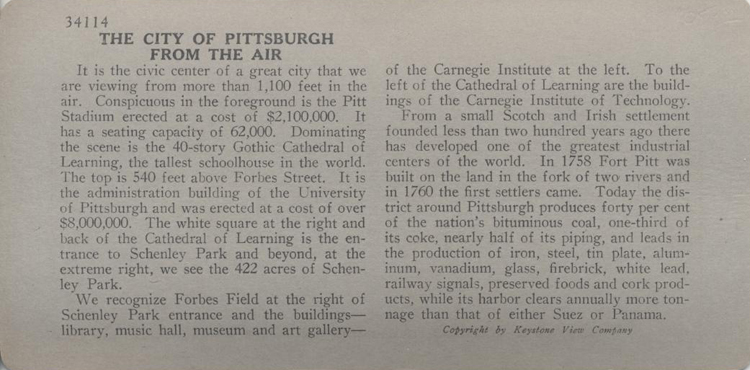 34114
THE CITY OF PITTSBURGH
FROM THE AIR
It is the civic center of a great city that we
are viewing from more than 1,100 feet in the
air. Conspicuous in the foreground is the Pitt
Stadium erected at a cost of $2,100,000. It
has a seating capacity of 62,000. Dominating
the scene is the 40-story Gothic Cathedral of
Learning, the tallest schoolhouse in the world.
The top is 540 feet above Forbes Street. It is
the administration building of the University
of Pittsburgh and was erected at a cost of over
$8,000,000. The white square at the right and
back of the Cathedral of Learning is the en-
trance to Schenley Park and beyond, at the
extreme right, we see the 422 acres of Schen-
ley Park.
We recognize Forbes Field at the right of
Schenley Park entrance and the buildings—
library, music hall, museum and art gallery—
of the Carnegie Institute at the left. To the
left of the Cathedral of Learning are the build-
ings of the Carnegie Institute of Technology.
From a small Scotch and Irish settlement
founded less than two hundred years ago there
has developed one of the greatest industrial
centers of the world. In 1758 Fort Pitt was
built on the land in the fork of two rivers and
in 1760 the first settlers came. Today the dis-
trict around Pittsburgh produces forty per cent
of the nation's bituminous coal, one-third of
its coke, nearly half of its piping, and leads in
the production of iron, steel, tin plate, alum-
inum, vanadium, glass, firebrick, white lead,
railway signals, preserved foods and cork prod-
ucts, while its harbor clears annually more ton-
nage than that of either Suez or Panama.
Copyright by Keystone View Company